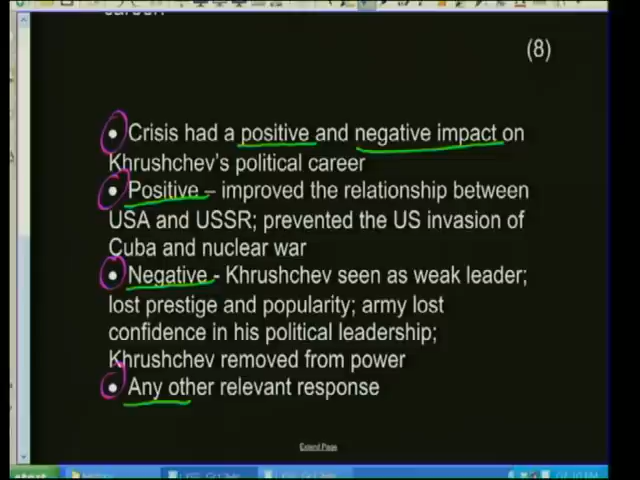 (8)
• Crisis had a positive and negative impact on
Khrushchev's political career
• Positive – improved the relationship between
USA and USSR; prevented the US invasion of
Cuba and nuclear war
• Negative - Khrushchev seen as weak leader;
lost prestige and popularity; army lost
confidence in his political leadership;
Khrushchev removed from power
• Any other relevant response
Extend Page